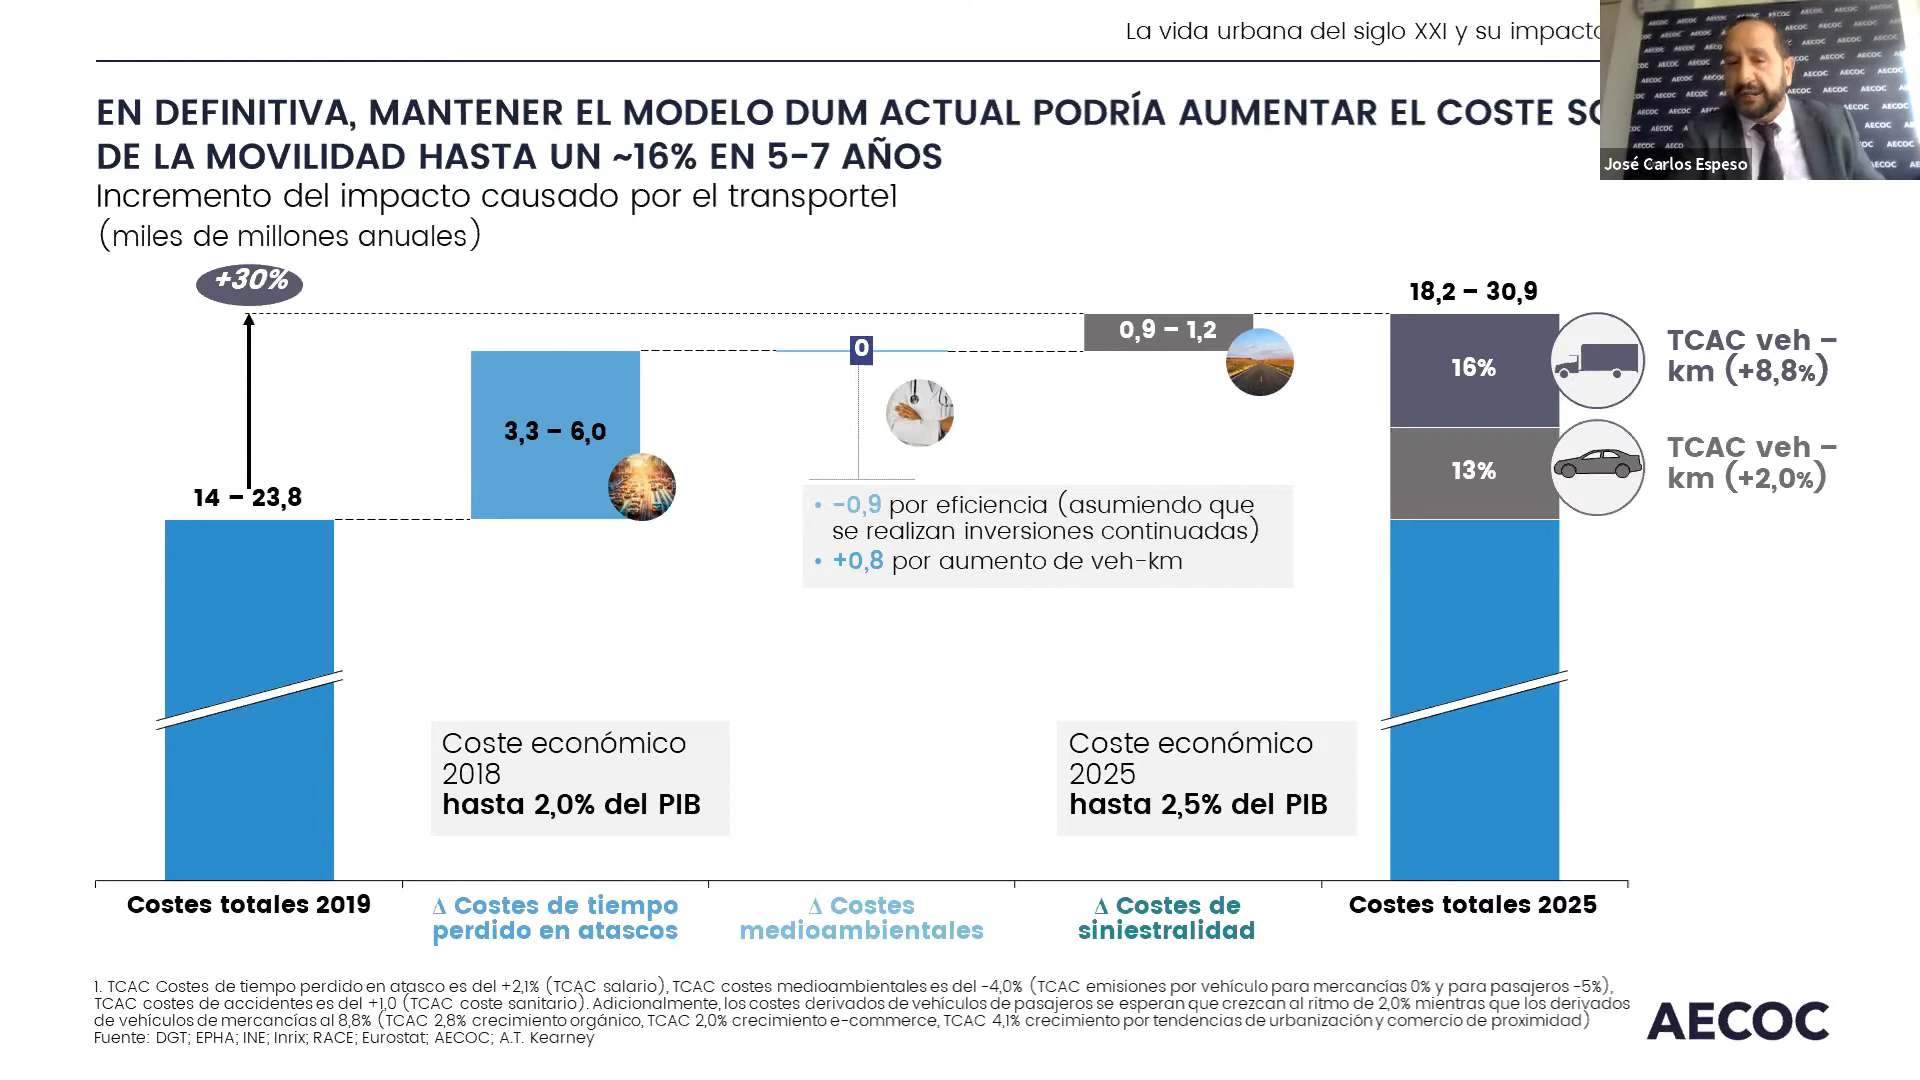 La vida urbana del siglo XXI y su impacto
EN DEFINITIVA, MANTENER EL MODELO DUM ACTUAL PODRÍA AUMENTAR EL COSTE
DE LA MOVILIDAD HASTA UN ~16% EN 5-7 AÑOS
José Carlos Espeso
Incremento del impacto causado por el transporte1
(miles de millones anuales)
+30%
18,2 – 30,9
0,9 – 1,2
0
TCAC veh –
km (+8,8%)
16%
3,3 – 6,0
TCAC veh –
km (+2,0%)
13%
14 – 23,8
• -0,9 por eficiencia (asumiendo que
se realizan inversiones continuadas)
• +0,8 por aumento de veh-km
Coste económico
2018
hasta 2,0% del PIB
Coste económico
2025
hasta 2,5% del PIB
Costes totales 2019
Δ Costes de tiempo
perdido en atascos
Δ Costes
medioambientales
Δ Costes de
siniestralidad
Costes totales 2025
1. TCAC Costes de tiempo perdido en atasco es del +2,1% (TCAC salario), TCAC costes medioambientales es del -4,0% (TCAC emisiones por vehículo para mercancías 0% y para pasajeros -5%),
TCAC costes de accidentes es del +1,0 (TCAC coste sanitario). Adicionalmente, los costes derivados de vehículos de pasajeros se esperan que crezcan al ritmo de 2,0% mientras que los derivados
de vehículos de mercancías al 8,8% (TCAC 2,8% crecimiento orgánico, TCAC 2,0% crecimiento e-commerce, TCAC 4,1% crecimiento por tendencias de urbanización y comercio de proximidad)
Fuente: DGT; EPHA; INE; Inrix; RACE; Eurostat; AECOC; A.T. Kearney
AECOC